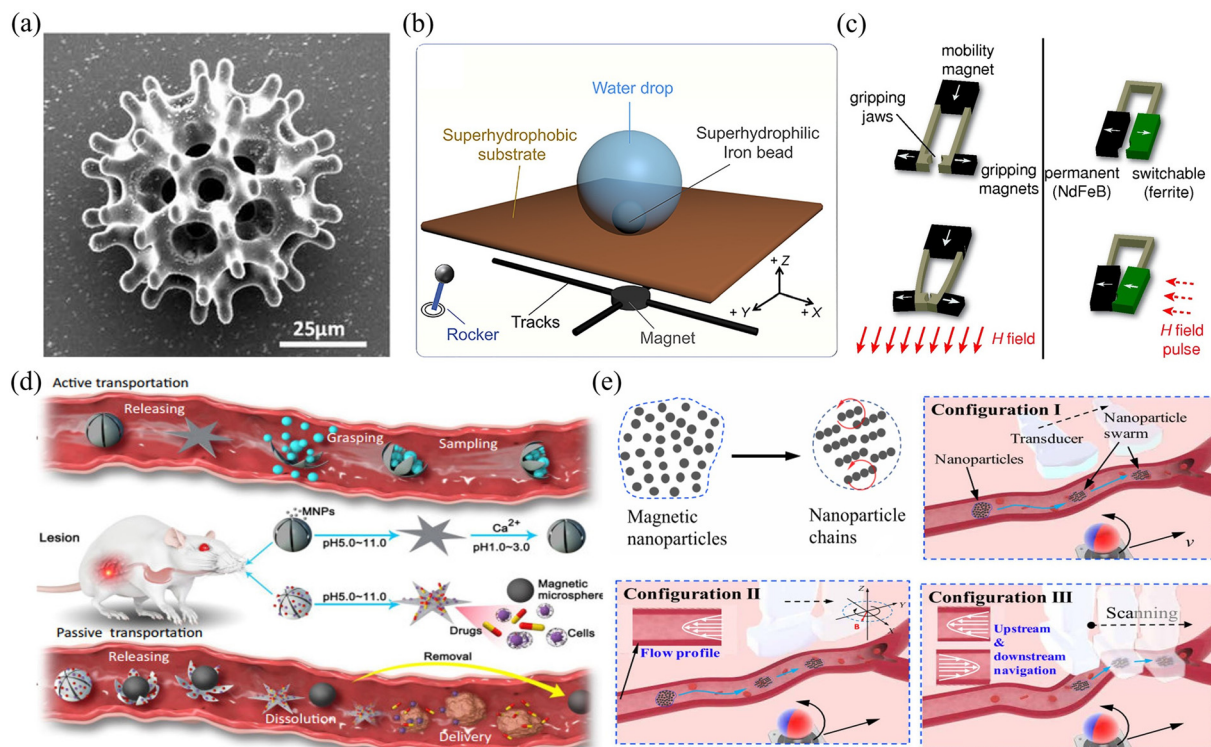 (a)
25μm
(b)
Water drop
Superhydrophobic
substrate
Superhydrophilic
Iron bead
Rocker
Tracks
Magnet
+ Z
+ Y
+ X
(c)
mobility
magnet
gripping
jaws
gripping
magnets
permanent
(NdFeB)
switchable
(ferrite)
H field
H field
pulse
(d)
Active transportation
Releasing
Grasping
Sampling
MNPs
Lesion
pH5.0~11.0
Ca2+
pH1.0~3.0
pH5.0~11.0
Magnetic
microsphere
Drugs
Cells
Passive transportation
Releasing
Removal
Dissolution
Delivery
(e)
Magnetic
nanoparticles
Nanoparticle
chains
Configuration I
Transducer
Nanoparticle
swarm
Nanoparticles
v
Configuration II
Flow profile
Z
Y
X
B
Configuration III
Scanning
Upstream
&
downstream
navigation